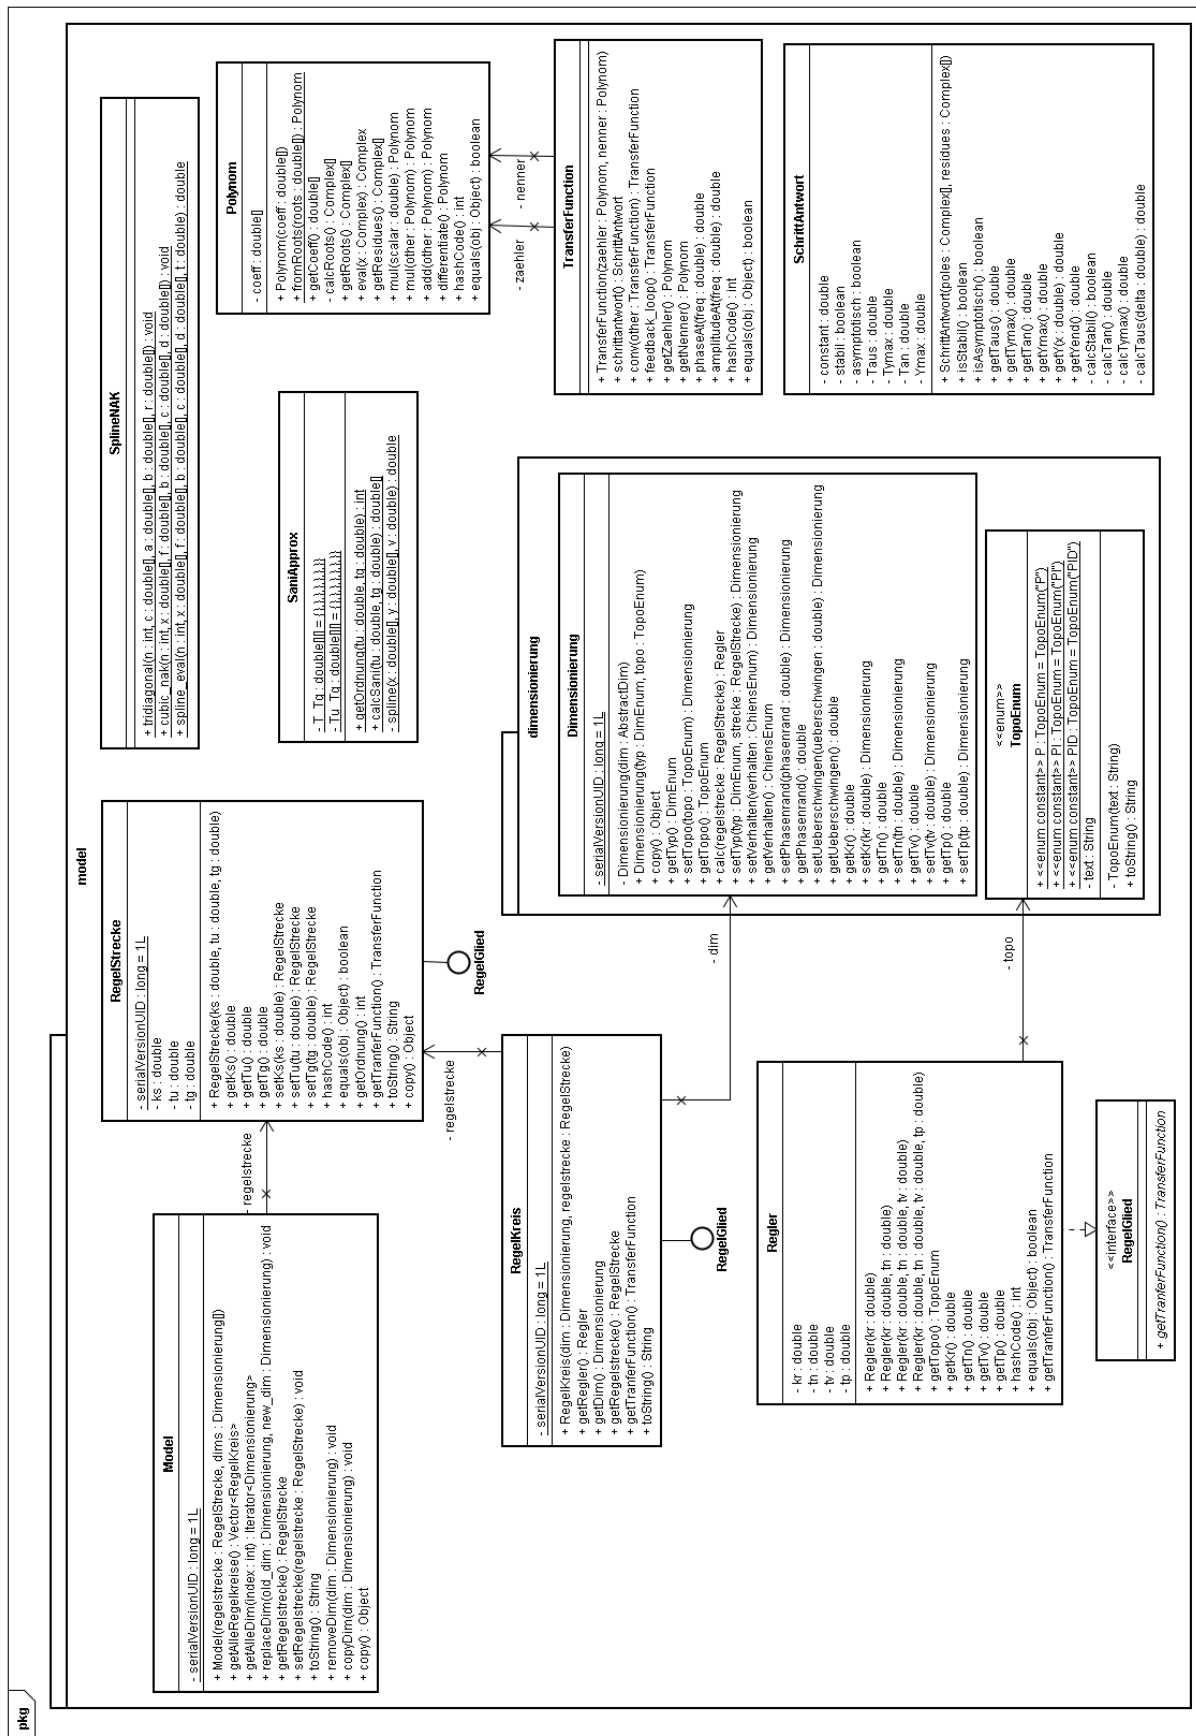 pkg
model
Model
- serialVersionUID : long = 1L
+ Model(regelstrecke : RegelStrecke, dims : Dimensionierung[])
+ getAlleRegelkreise() : Vector<RegelKreis>
+ getAlleDim(index : int) : Iterator<Dimensionierung>
+ replaceDim(old_dim : Dimensionierung, new_dim : Dimensionierung) : void
+ getRegelstrecke() : RegelStrecke
+ setRegelstrecke(regelstrecke : RegelStrecke) : void
+ toString() : String
+ removeDim(dim : Dimensionierung) : void
+ copyDim(dim : Dimensionierung) : void
+ copy() : Object
- regelstrecke
RegelStrecke
- serialVersionUID : long = 1L
- ks : double
- tu : double
- tg : double
+ RegelStrecke(ks : double, tu : double, tg : double)
+ getKs() : double
+ getTu() : double
+ getTg() : double
+ setKs(ks : double) : RegelStrecke
+ setTu(tu : double) : RegelStrecke
+ setTg(tg : double) : RegelStrecke
+ hashCode() : int
+ equals(obj : Object) : boolean
+ getOrdnung() : int
+ getTranferFunction() : TransferFunction
+ toString() : String
+ copy() : Object
RegelGlied
- regelstrecke
SplineNAK
+ tridiagonal(n : int, c : double[], a : double[], b : double[], r : double[]) : void
+ cubic_nak(n : int, x : double[], f : double[], b : double[], c : double[], d : double[]) : void
+ spline_eval(n : int, x : double[], f : double[], b : double[], c : double[], d : double[], t : double) : double
SaniApprox
- T_Tg : double[][] = {},{},{},{},{},{},{}}
- Tu_Tg : double[][] = {},{},{},{},{},{},{}}
+ getOrdnung(tu : double, tg : double) : int
+ calcSani(tu : double, tg : double) : double[]
- spline(x : double[], y : double[], v : double) : double
Polynom
- coeff : double[]
+ Polynom(coeff : double[])
+ fromRoots(roots : double[]) : Polynom
+ getCoeff() : double[]
- calcRoots() : Complex[]
+ getRoots() : Complex[]
+ eval(x : Complex) : Complex
+ getResidues() : Complex[]
+ mul(scalar : double) : Polynom
+ mul(other : Polynom) : Polynom
+ add(other : Polynom) : Polynom
+ differentiate() : Polynom
+ hashCode() : int
+ equals(obj : Object) : boolean
- zaehler
- nenner
RegelKreis
- serialVersionUID : long = 1L
+ RegelKreis(dim : Dimensionierung, regelstrecke : RegelStrecke)
+ getRegler() : Regler
+ getDim() : Dimensionierung
+ getRegelstrecke() : RegelStrecke
+ getTranferFunction() : TransferFunction
+ toString() : String
RegelGlied
- dim
dimensionierung
Dimensionierung
- serialVersionUID : long = 1L
- Dimensionierung(dim : AbstractDim)
+ Dimensionierung(typ : DimEnum, topo : TopoEnum)
+ copy() : Object
+ getTyp() : DimEnum
+ setTopo(topo : TopoEnum) : Dimensionierung
+ getTopo() : TopoEnum
+ calc(regelstrecke : RegelStrecke) : Regler
+ setTyp(typ : DimEnum, strecke : RegelStrecke) : Dimensionierung
+ setVerhalten(verhalten : ChiensEnum) : Dimensionierung
+ getVerhalten() : ChiensEnum
+ setPhasenrand(phasenrand : double) : Dimensionierung
+ getPhasenrand() : double
+ setUeberschwingen(ueberschwingen : double) : Dimensionierung
+ getUeberschwingen() : double
+ getKr() : double
+ setKr(kr : double) : Dimensionierung
+ getTn() : double
+ setTn(tn : double) : Dimensionierung
+ getTv() : double
+ setTv(tv : double) : Dimensionierung
+ getTp() : double
+ setTp(tp : double) : Dimensionierung
TransferFunction
+ TransferFunction(zaehler : Polynom, nenner : Polynom)
+ schrittantwort() : SchrittAntwort
+ conv(other : TransferFunction) : TransferFunction
+ feedback_loop() : TransferFunction
+ getZaehler() : Polynom
+ getNenner() : Polynom
+ phaseAt(freq : double) : double
+ amplitudeAt(freq : double) : double
+ hashCode() : int
+ equals(obj : Object) : boolean
Regler
- kr : double
- tn : double
- tv : double
- tp : double
+ Regler(kr : double)
+ Regler(kr : double, tn : double)
+ Regler(kr : double, tn : double, tv : double)
+ Regler(kr : double, tn : double, tv : double, tp : double)
+ getTopo() : TopoEnum
+ getKr() : double
+ getTn() : double
+ getTv() : double
+ getTp() : double
+ hashCode() : int
+ equals(obj : Object) : boolean
+ getTranferFunction() : TransferFunction
- topo
<<enum>>
TopoEnum
+ <<enum constant>> P : TopoEnum = TopoEnum("P")
+ <<enum constant>> PI : TopoEnum = TopoEnum("PI")
+ <<enum constant>> PID : TopoEnum = TopoEnum("PID")
- text : String
- TopoEnum(text : String)
+ toString() : String
SchrittAntwort
- constant : double
- stabil : boolean
- asymptotisch : boolean
- Taus : double
- Tymax : double
- Tan : double
- Ymax : double
+ SchrittAntwort(poles : Complex[], residues : Complex[])
+ isStabil() : boolean
+ isAsymptotisch() : boolean
+ getTaus() : double
+ getTymax() : double
+ getTan() : double
+ getYmax() : double
+ getY(x : double) : double
+ getYend() : double
- calcStabil() : boolean
- calcTan() : double
- calcTymax() : double
- calcTaus(delta : double) : double
<<interface>>
RegelGlied
+ getTranferFunction() : TransferFunction